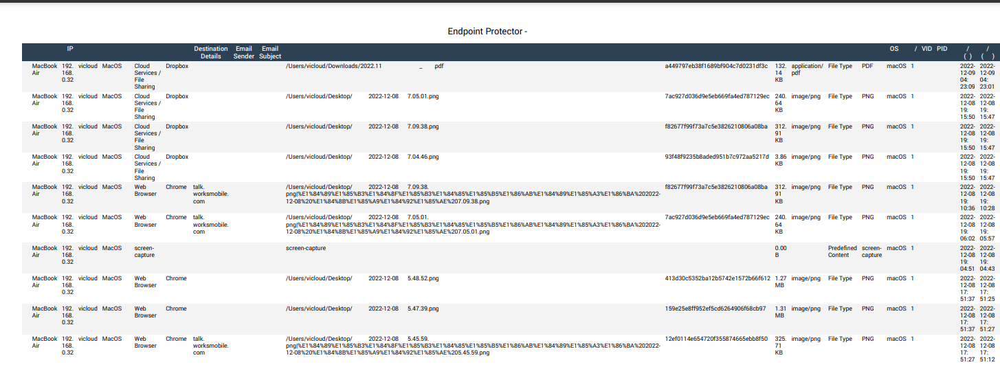 Endpoint Protector -
IP Destination Details Email Sender Email Subject OS / VID PID / ( ) / ( )
MacBook Air 192.168.0.32 vicloud MacOS Cloud Services / File Sharing Dropbox /Users/vicloud/Downloads/2022.11 _ pdf a449797eb38f1689bf904c7d0231df3c 132.14 KB application/pdf File Type PDF macOS 1 2022-12-09 04:23:09 2022-12-09 04:23:01
MacBook Air 192.168.0.32 vicloud MacOS Cloud Services / File Sharing Dropbox /Users/vicloud/Desktop/ 2022-12-08 7.05.01.png 7ac927d036d9e5eb669fa4ed787129ec 240.64 KB image/png File Type PNG macOS 1 2022-12-08 19:15:50 2022-12-08 19:15:47
MacBook Air 192.168.0.32 vicloud MacOS Cloud Services / File Sharing Dropbox /Users/vicloud/Desktop/ 2022-12-08 7.09.38.png f82677f99f73a7c5e3826210806a08ba 312.91 KB image/png File Type PNG macOS 1 2022-12-08 19:15:50 2022-12-08 19:15:47
MacBook Air 192.168.0.32 vicloud MacOS Cloud Services / File Sharing Dropbox /Users/vicloud/Desktop/ 2022-12-08 7.04.46.png 93f48f9235b8aded951b7c972aa5217d 3.86 KB image/png File Type PNG macOS 1 2022-12-08 19:15:50 2022-12-08 19:15:47
MacBook Air 192.168.0.32 vicloud MacOS Web Browser Chrome talk.worksmobile.com /Users/vicloud/Desktop/ 2022-12-08 7.09.38.png|%E1%84%89%E1%85%B3%E1%84%8F%E1%85%B3%E1%84%85%E1%85%B5%E1%86%AB%E1%84%89%E1%85%A3%E1%86%BA%202022-12-08%20%E1%84%8B%E1%85%A9%E1%84%92%E1%85%AE%207.09.38.png f82677f99f73a7c5e3826210806a08ba 312.91 KB image/png File Type PNG macOS 1 2022-12-08 19:10:36 2022-12-08 19:10:28
MacBook Air 192.168.0.32 vicloud MacOS Web Browser Chrome talk.worksmobile.com /Users/vicloud/Desktop/ 2022-12-08 7.05.01.png|%E1%84%89%E1%85%B3%E1%84%8F%E1%85%B3%E1%84%85%E1%85%B5%E1%86%AB%E1%84%89%E1%85%A3%E1%86%BA%202022-12-08%20%E1%84%8B%E1%85%A9%E1%84%92%E1%85%AE%207.05.01.png 7ac927d036d9e5eb669fa4ed787129ec 240.64 KB image/png File Type PNG macOS 1 2022-12-08 19:06:02 2022-12-08 19:05:57
MacBook Air 192.168.0.32 vicloud MacOS screen-capture screen-capture 0.00 B Predefined Content screen-capture macOS 1 2022-12-08 19:04:51 2022-12-08 19:04:43
MacBook Air 192.168.0.32 vicloud MacOS Web Browser Chrome /Users/vicloud/Desktop/ 2022-12-08 5.48.52.png 413d30c5352ba12b5742e1572b66f612 1.27 MB image/png File Type PNG macOS 1 2022-12-08 17:51:37 2022-12-08 17:51:25
MacBook Air 192.168.0.32 vicloud MacOS Web Browser Chrome /Users/vicloud/Desktop/ 2022-12-08 5.47.39.png 159e25e8ff952ef5cd6264906f68cb97 1.31 MB image/png File Type PNG macOS 1 2022-12-08 17:51:37 2022-12-08 17:51:27
MacBook Air 192.168.0.32 vicloud MacOS Web Browser Chrome talk.worksmobile.com /Users/vicloud/Desktop/ 2022-12-08 5.45.59.png|%E1%84%89%E1%85%B3%E1%84%8F%E1%85%B3%E1%84%85%E1%85%B5%E1%86%AB%E1%84%89%E1%85%A3%E1%86%BA%202022-12-08%20%E1%84%8B%E1%85%A9%E1%84%92%E1%85%AE%205.45.59.png 12ef0114e654720f355874665ebb8f50 325.71 KB image/png File Type PNG macOS 1 2022-12-08 17:51:27 2022-12-08 17:51:12